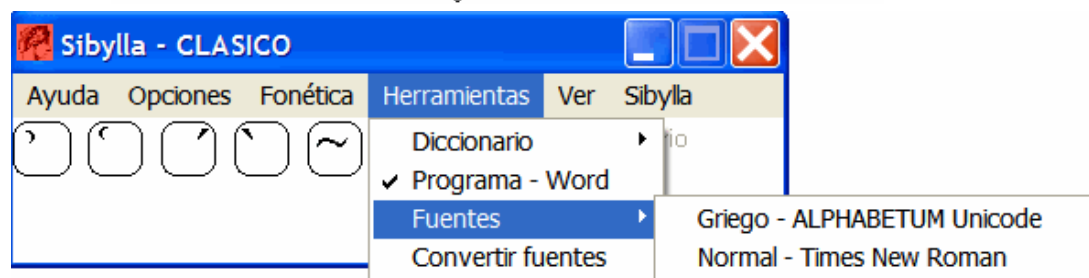 Sibylla - CLASICO
Ayuda Opciones Fonética Herramientas Ver Sibylla
Diccionario
Programa - Word
Fuentes
Convertir fuentes
Griego - ALPHABETUM Unicode
Normal - Times New Roman